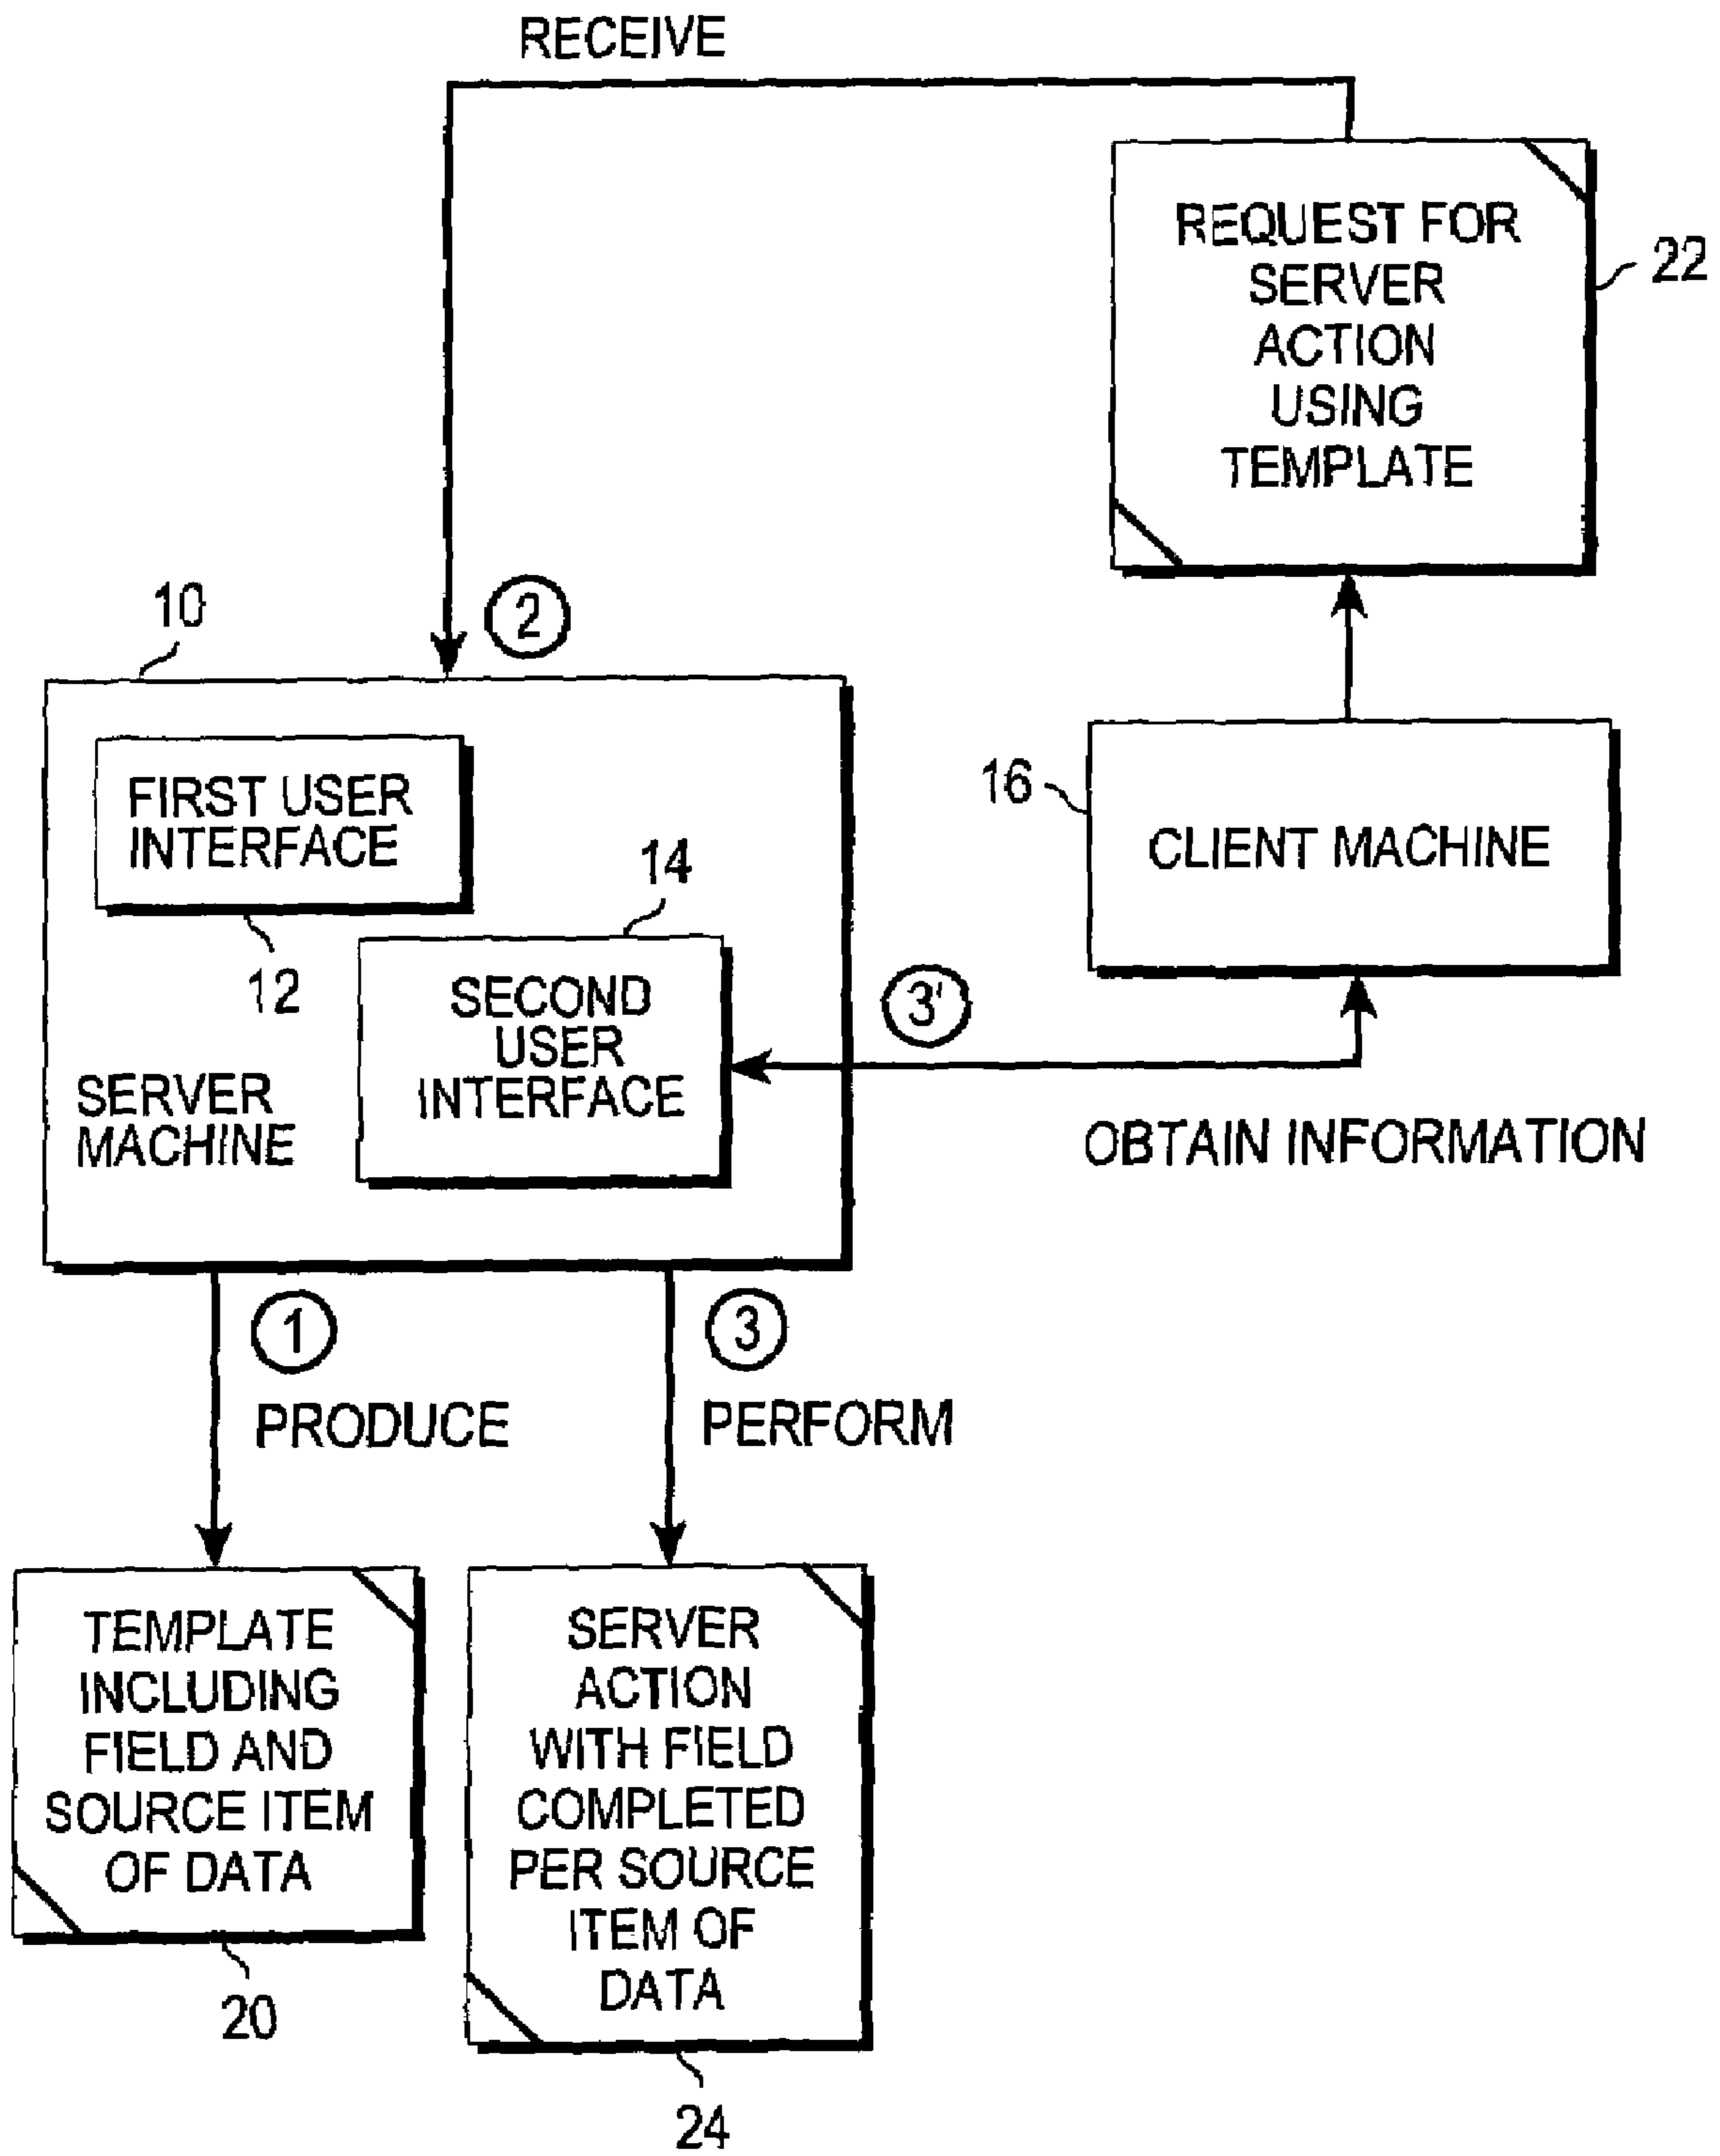 RECEIVE
REQUEST FOR
SERVER
ACTION
USING
TEMPLATE
22
2
10
FIRST USER
INTERFACE
12
14
SECOND
USER
INTERFACE
SERVER
MACHINE
16
CLIENT MACHINE
3'
OBTAIN INFORMATION
1
PRODUCE
3
PERFORM
TEMPLATE
INCLUDING
FIELD AND
SOURCE ITEM
OF DATA
20
SERVER
ACTION
WITH FIELD
COMPLETED
PER SOURCE
ITEM OF
DATA
24